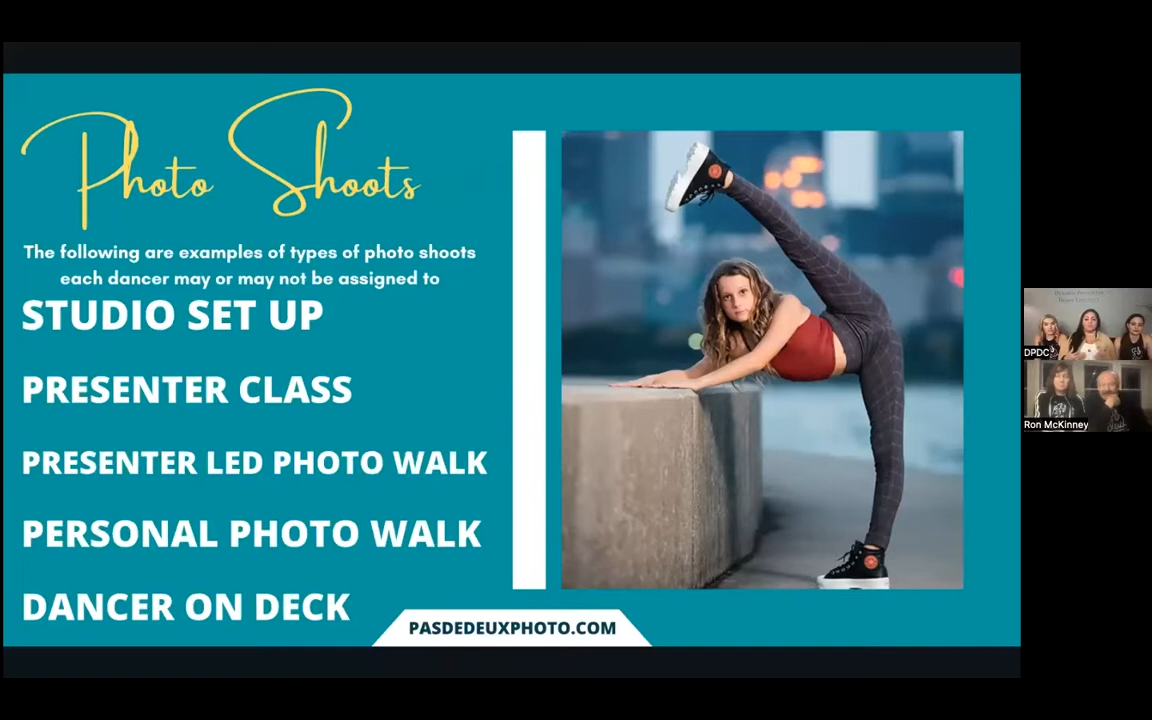 Photo Shoots
The following are examples of types of photo shoots
each dancer may or may not be assigned to
STUDIO SET UP
PRESENTER CLASS
PRESENTER LED PHOTO WALK
PERSONAL PHOTO WALK
DANCER ON DECK
PASDEDEUXPHOTO.COM
DPDC
Ron McKinney